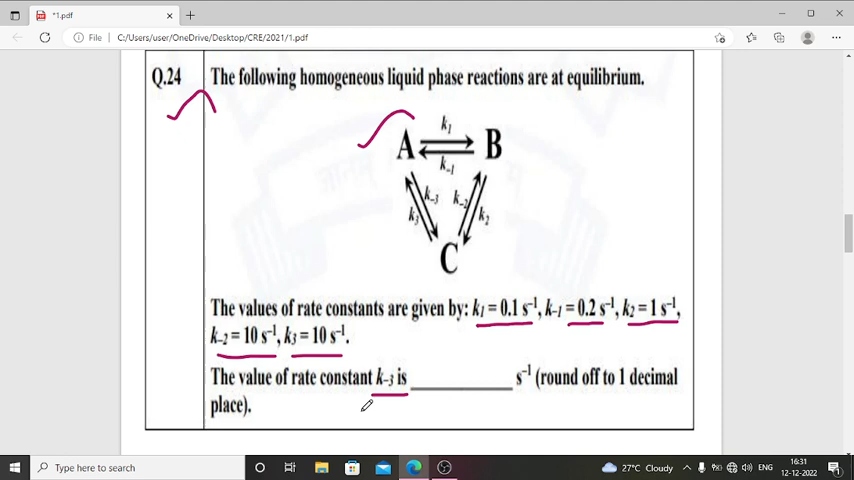 *1.pdf
File C:/Users/user/OneDrive/Desktop/CRE/2021/1.pdf
Q.24 The following homogeneous liquid phase reactions are at equilibrium.
k₁
A B
k₋₁
k₋₃ k₋₂
k₃ k₂
C
The values of rate constants are given by: k₁ = 0.1 s⁻¹, k₋₁ = 0.2 s⁻¹, k₂ = 1 s⁻¹,
k₋₂ = 10 s⁻¹, k₃ = 10 s⁻¹.
The value of rate constant k₋₃ is ____________ s⁻¹ (round off to 1 decimal
place).
Type here to search
27°C Cloudy
ENG
16:31
12-12-2022
1